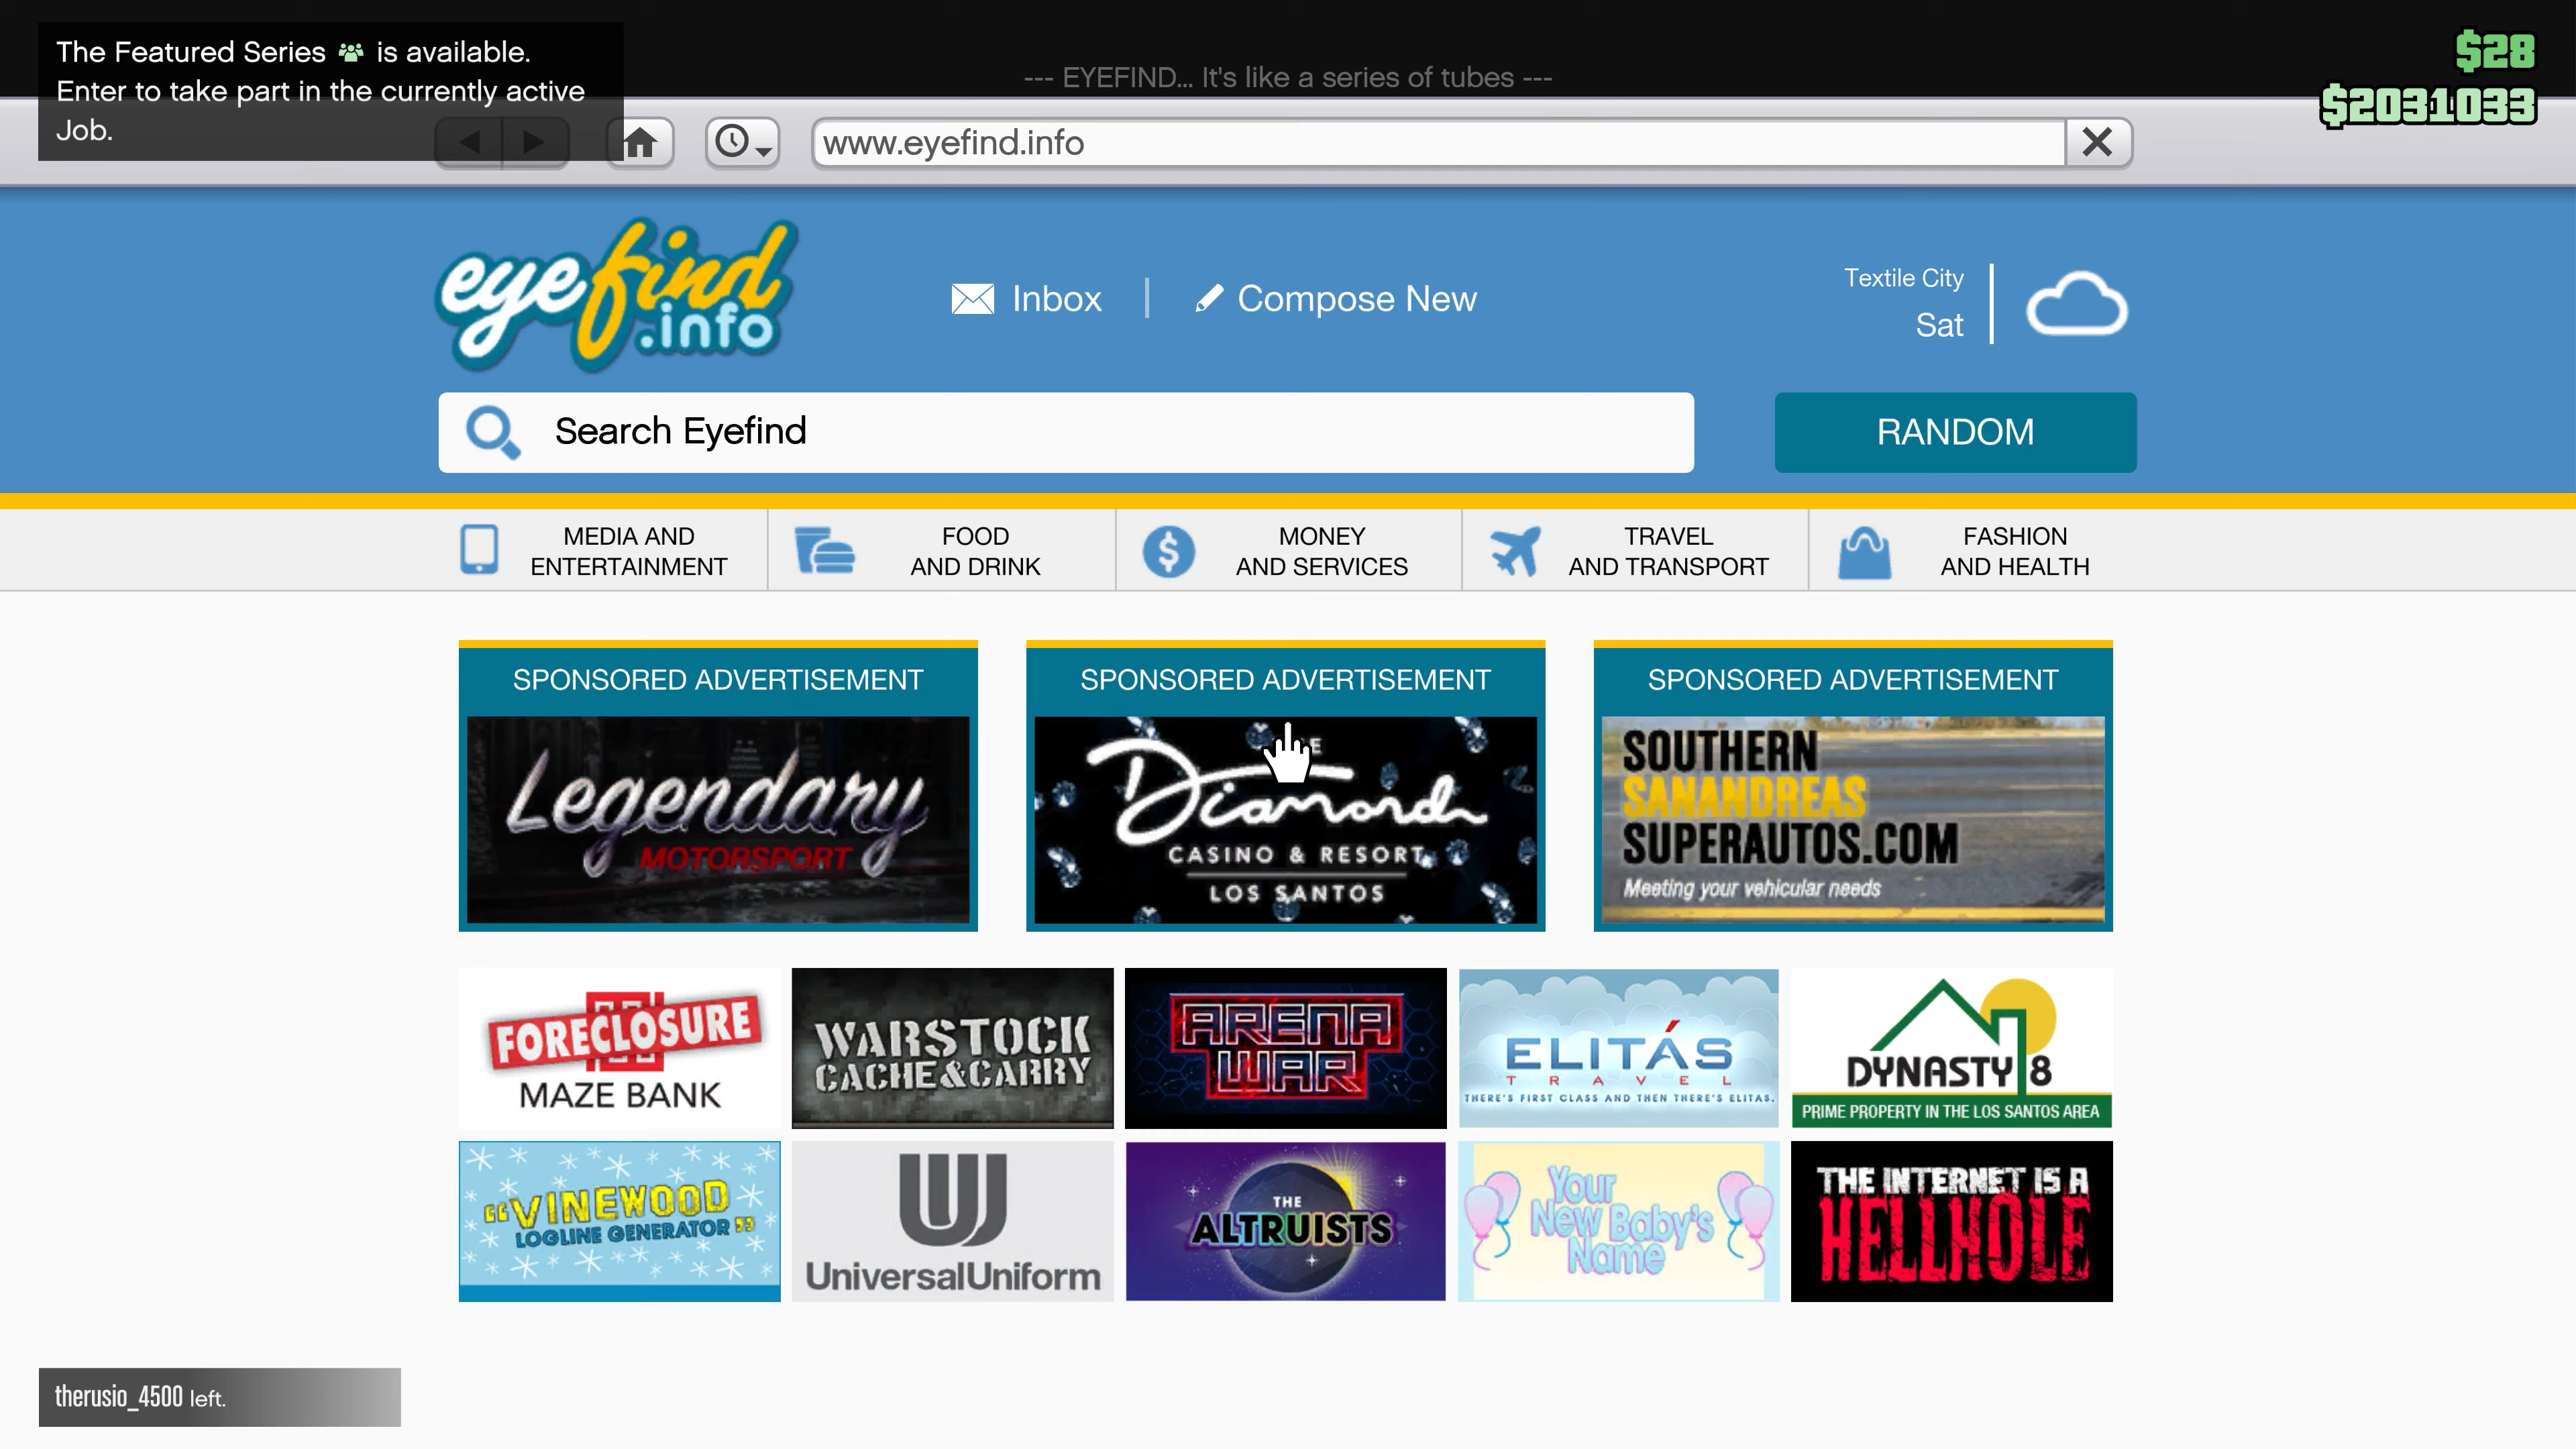 The Featured Series is available.
Enter to take part in the currently active
Job.
--- EYEFIND... It's like a series of tubes ---
$28
$2031033
www.eyefind.info
eyefind
.info
Inbox
Compose New
Textile City
Sat
Search Eyefind
RANDOM
MEDIA AND
ENTERTAINMENT
FOOD
AND DRINK
MONEY
AND SERVICES
TRAVEL
AND TRANSPORT
FASHION
AND HEALTH
SPONSORED ADVERTISEMENT
Legendary
MOTORSPORT
SPONSORED ADVERTISEMENT
Diamond
CASINO & RESORT
LOS SANTOS
SPONSORED ADVERTISEMENT
SOUTHERN
SANANDREAS
SUPERAUTOS.COM
Meeting your vehicular needs
FORECLOSURE
MAZE BANK
WARSTOCK
CACHE&CARRY
ARENA
WAR
ELITÁS
TRAVEL
THERE'S FIRST CLASS AND THEN THERE'S ELITAS.
DYNASTY 8
PRIME PROPERTY IN THE LOS SANTOS AREA
"VINEWOOD
LOGLINE GENERATOR"
UniversalUniform
THE
ALTRUISTS
Your
New Baby's
Name
THE INTERNET IS A
HELLHOLE
therusio_4500 left.